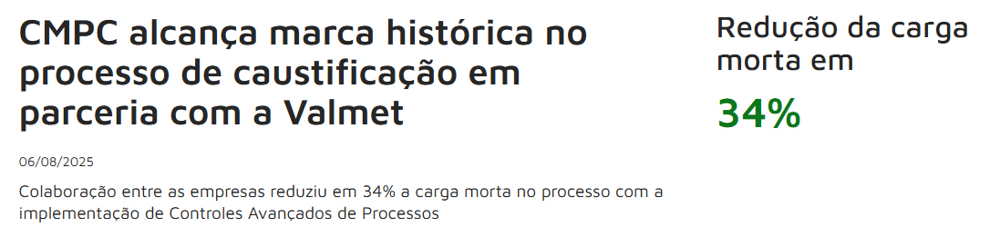 CMPC alcança marca histórica no
processo de caustificação em
parceria com a Valmet
06/08/2025
Colaboração entre as empresas reduziu em 34% a carga morta no processo com a
implementação de Controles Avançados de Processos
Redução da carga
morta em
34%